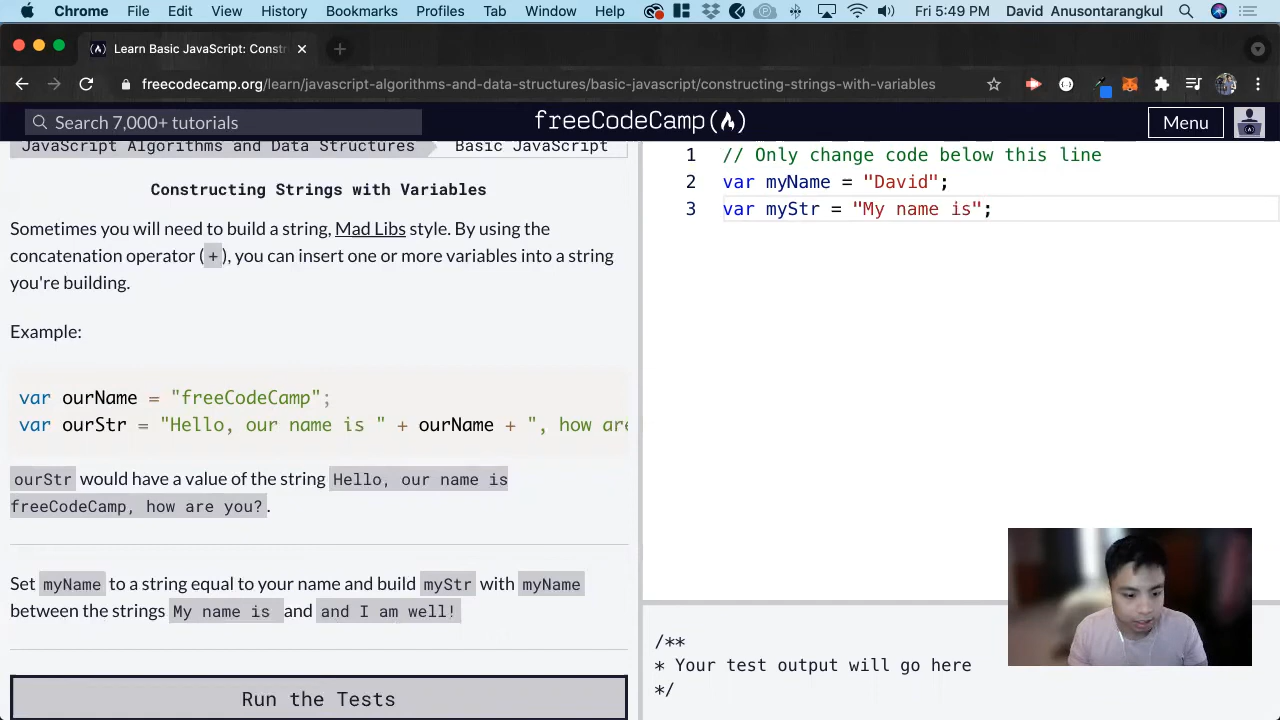 Chrome File Edit View History Bookmarks Profiles Tab Window Help Fri 5:49 PM David Anusontarangkul
Learn Basic JavaScript: Constr
freecodecamp.org/learn/javascript-algorithms-and-data-structures/basic-javascript/constructing-strings-with-variables
Search 7,000+ tutorials
freeCodeCamp
Menu
JavaScript Algorithms and Data Structures Basic JavaScript
Constructing Strings with Variables
Sometimes you will need to build a string, Mad Libs style. By using the
concatenation operator (+), you can insert one or more variables into a string
you're building.
Example:
var ourName = "freeCodeCamp";
var ourStr = "Hello, our name is " + ourName + ", how are
ourStr would have a value of the string Hello, our name is
freeCodeCamp, how are you?.
Set myName to a string equal to your name and build myStr with myName
between the strings My name is and and I am well!
Run the Tests
1 // Only change code below this line
2 var myName = "David";
3 var myStr = "My name is";
/**
* Your test output will go here
*/